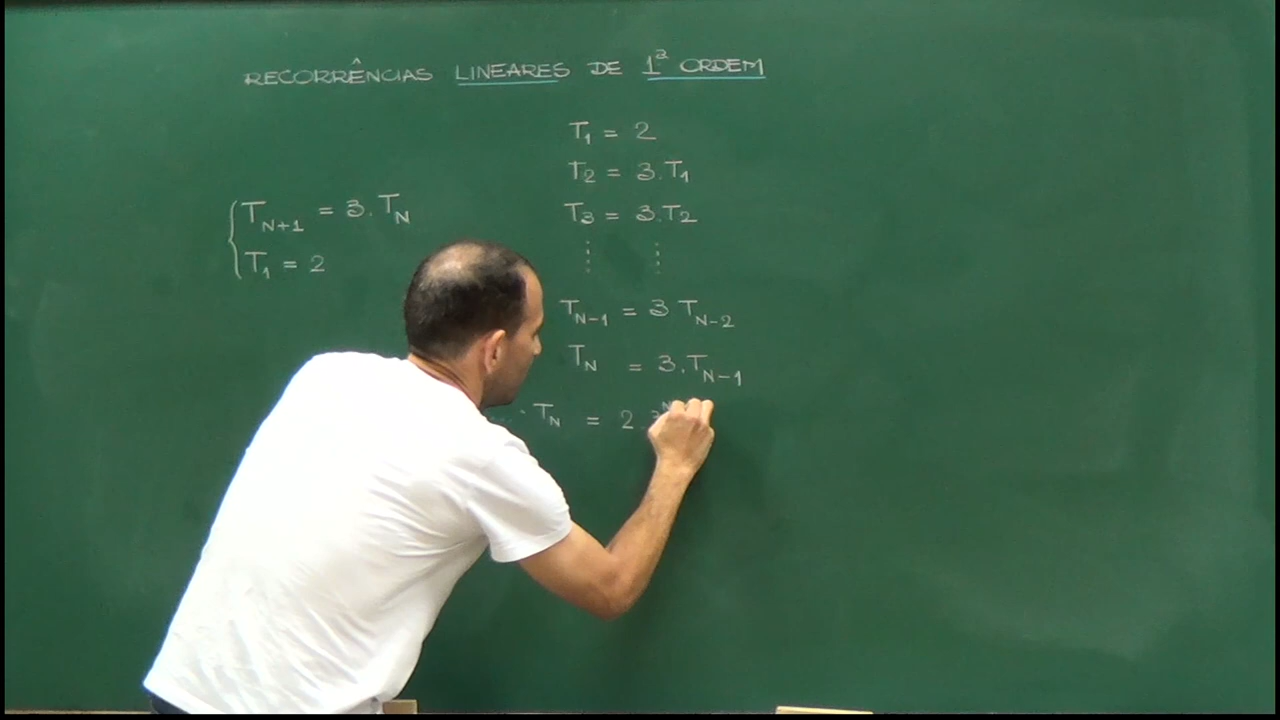 RECORRÊNCIAS LINEARES DE 1ª ORDEM
T₁ = 2
T₂ = 3.T₁
T_{N+1} = 3.T_N
T₃ = 3.T₂
T₁ = 2
T_{N-1} = 3 T_{N-2}
T_N = 3.T_{N-1}
T_N = 2.3